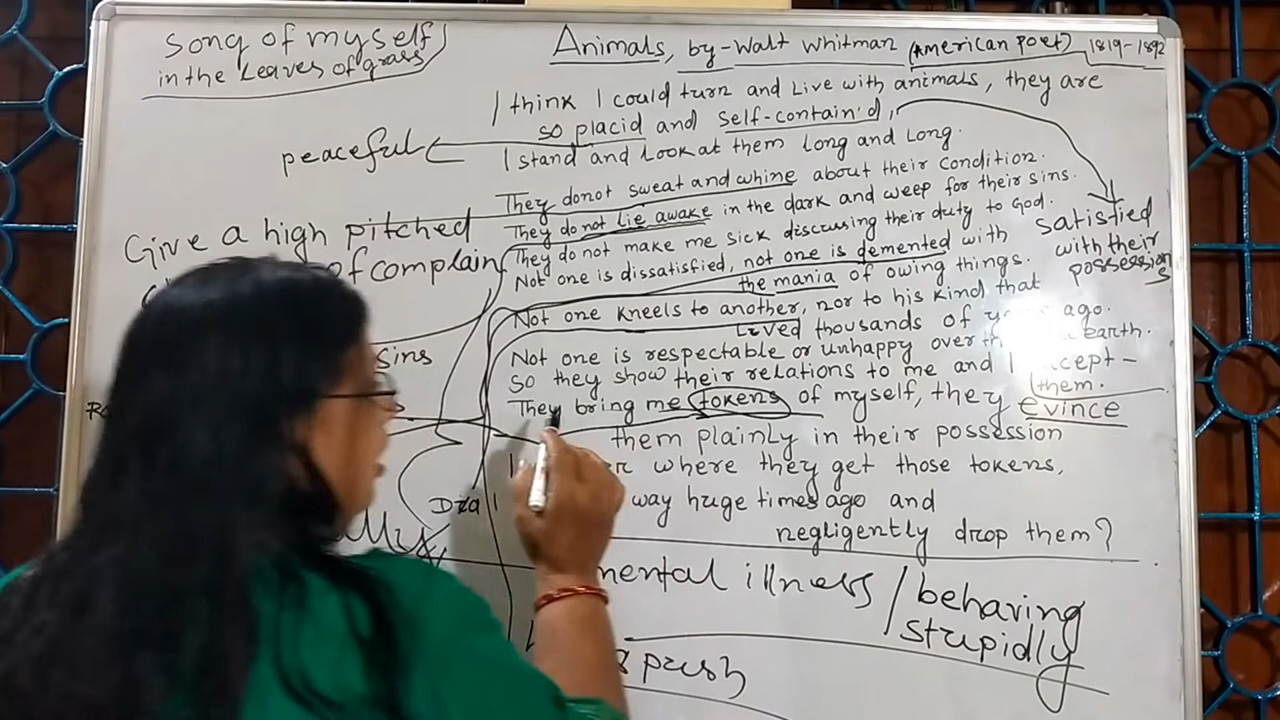 song of myself
in the Leaves of grass
Animals, by-Walt Whitman (American Poet) 1819-1892
I think I could turn and Live with animals, they are
so placid and self-contain'd,
peaceful
I stand and Look at them Long and Long.
They donot sweat and whine about their condition.
They do not lie awake in the dark and weep for their sins.
They do not make me sick discussing their duty to God.
Not one is dissatisfied, not one is demented with
the mania of owing things.
Satisfied
with their
possession
s
Give a high pitched
of complain
Not one kneels to another, nor to his kind that
Lived thousands of ago.
Not one is respectable or unhappy over earth.
sins
So they show their relations to me and I
them.
They bring me tokens of myself, they evince
them plainly in their possession
where they get those tokens,
way huge times ago and
negligently drop them?
mental illness / behaving
stupidly
push